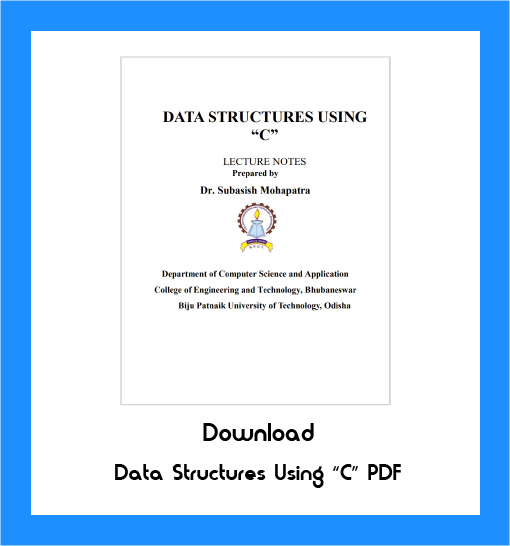 DATA STRUCTURES USING
“C”
LECTURE NOTES
Prepared by
Dr. Subasish Mohapatra
Department of Computer Science and Application
College of Engineering and Technology, Bhubaneswar
Biju Patnaik University of Technology, Odisha
Download
Data Structures Using “C” PDF